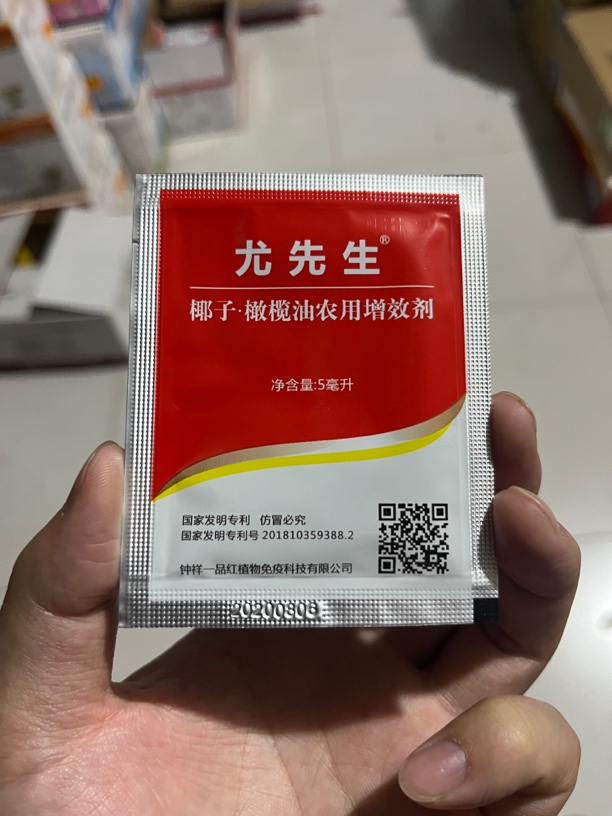 尤先生®
椰子·橄榄油农用增效剂
净含量:5毫升
国家发明专利 仿冒必究
国家发明专利号 201810359388.2
钟祥一品红植物免疫科技有限公司
20200806